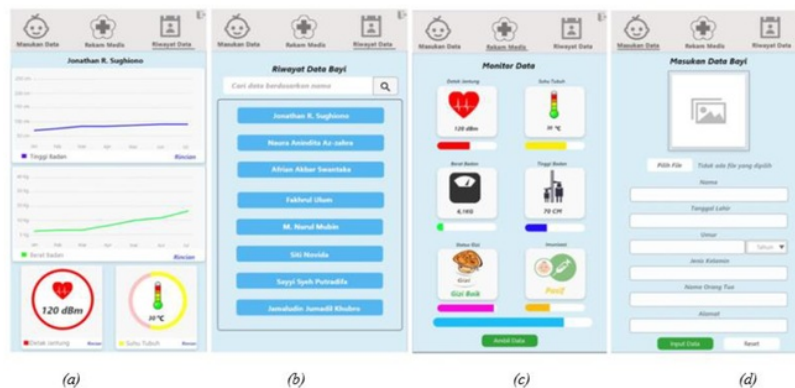 Masukan Data
Rekam Medis
Riwayat Data
Jonathan R. Sughiono
Tinggi Badan
Rincian
Berat Badan
Rincian
120 dBm
Detak Jantung
Suhu Tubuh
(a)
Masukan Data
Rekam Medis
Riwayat Data
Riwayat Data Bayi
Cari data berdasarkan nama
Jonathan R. Sughiono
Naura Anindita Az-zahra
Afrian Akbar Swantaka
Fakhrul Ulum
M. Nurul Mubin
Siti Novida
Sayyi Syeh Putradifa
Jamaludin Jumadil Khubro
(b)
Masukan Data
Rekam Medis
Riwayat Data
Monitor Data
Detak Jantung
Suhu Tubuh
120 dBm
Berat Badan
Tinggi Badan
6,1KG
70 CM
Status Gizi
Imunisasi
Gizi Baik
Pasif
Ambil Data
(c)
Masukan Data
Rekam Medis
Riwayat Data
Masukan Data Bayi
Pilih File
Tidak ada file yang dipilih
Nama
Tanggal Lahir
Umur
Tahun
Jenis Kelamin
Nama Orang Tua
Alamat
Input Data
Reset
(d)